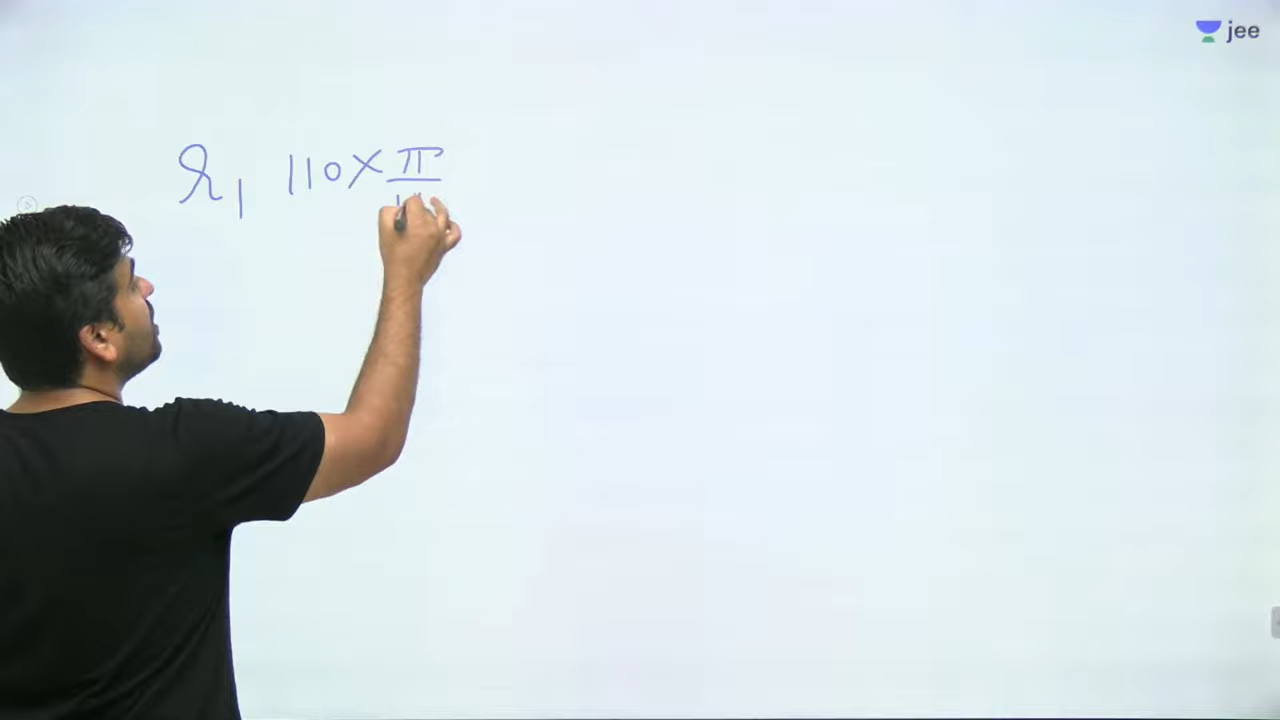 jee
r₁ 110 × π